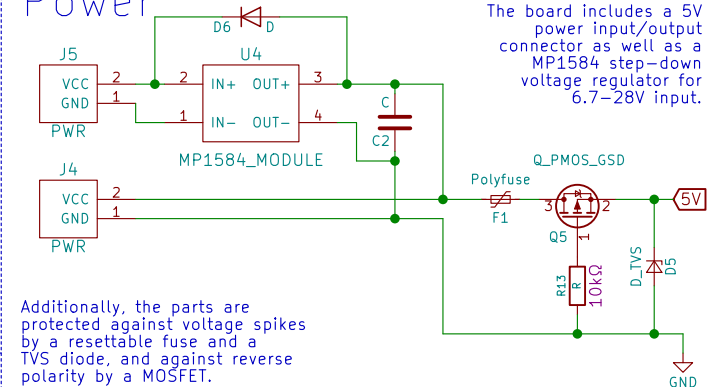 Power
The board includes a 5V
power input/output
connector as well as a
MP1584 step-down
voltage regulator for
6.7-28V input.
D6 D
J5
U4
VCC 2
GND 1
PWR
2 IN+ OUT+ 3
1 IN- OUT- 4
MP1584_MODULE
C
C2
J4
VCC 2
GND 1
PWR
Polyfuse
F1
Q_PMOS_GSD
3 2
Q5
1
5V
R13 R 10kΩ
D_TVS D5
GND
Additionally, the parts are
protected against voltage spikes
by a resettable fuse and a
TVS diode, and against reverse
polarity by a MOSFET.